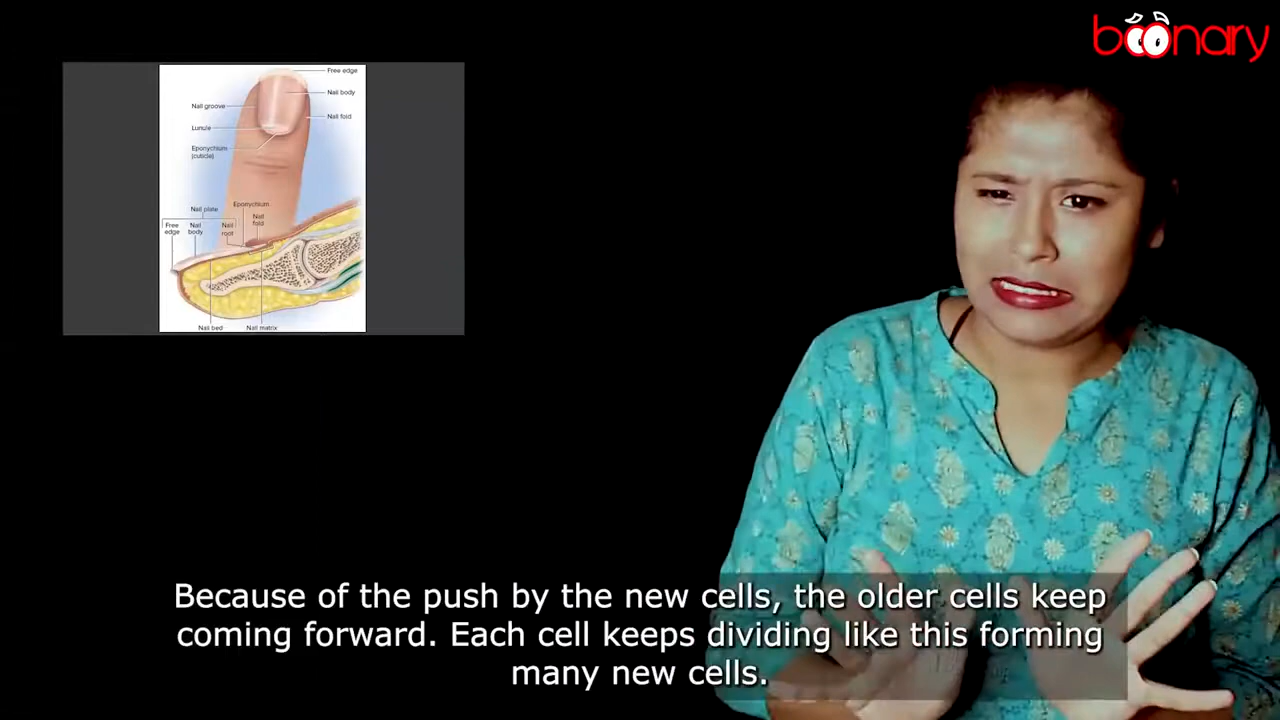 boonary
Free edge
Nail body
Nail groove
Nail fold
Lunule
Eponychium
(cuticle)
Eponychium
Nail plate
Nail
fold
Free
edge
Nail
body
Nail
root
Nail bed
Nail matrix
Because of the push by the new cells, the older cells keep
coming forward. Each cell keeps dividing like this forming
many new cells.